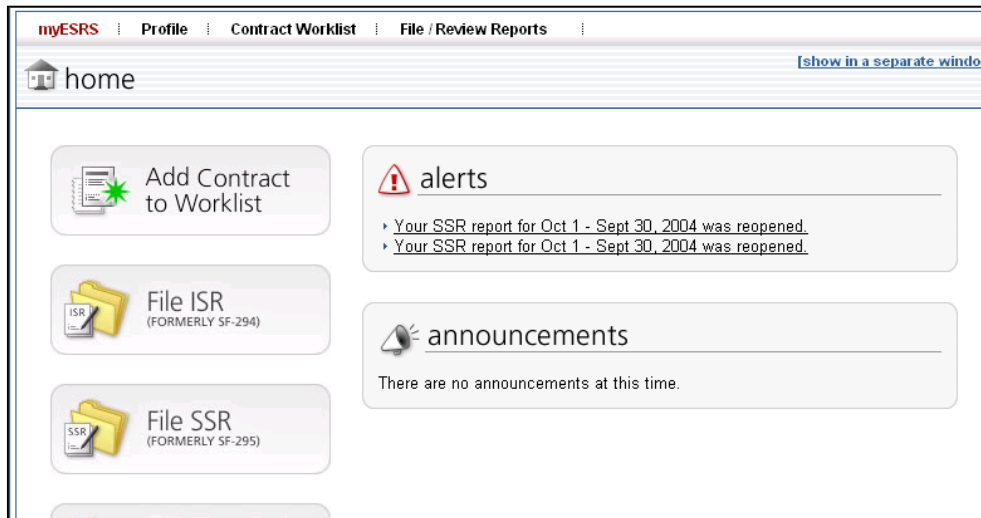 myESRS Profile Contract Worklist File / Review Reports
[show in a separate windo
home
Add Contract
to Worklist
alerts
Your SSR report for Oct 1 - Sept 30, 2004 was reopened.
Your SSR report for Oct 1 - Sept 30, 2004 was reopened.
ISR
File ISR
(FORMERLY SF-294)
announcements
There are no announcements at this time.
SSR
File SSR
(FORMERLY SF-295)